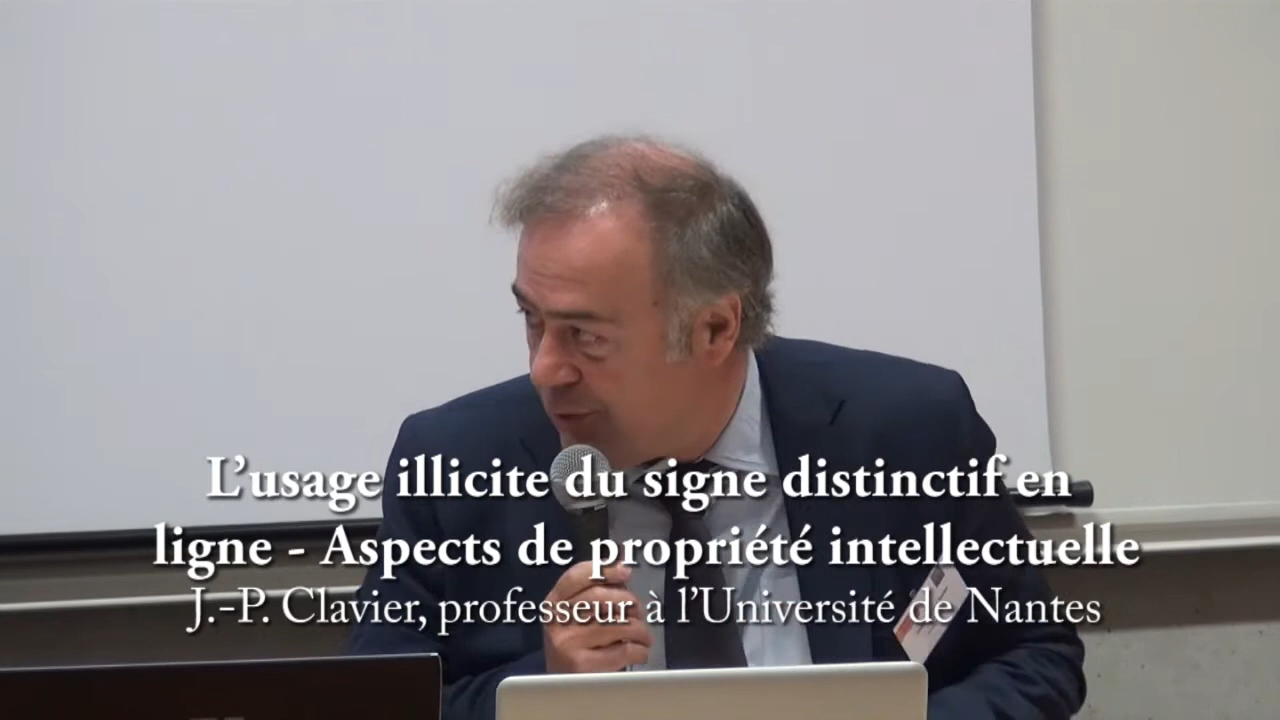 L'usage illicite du signe distinctif en
ligne - Aspects de propriété intellectuelle
J.-P. Clavier, professeur à l'Université de Nantes